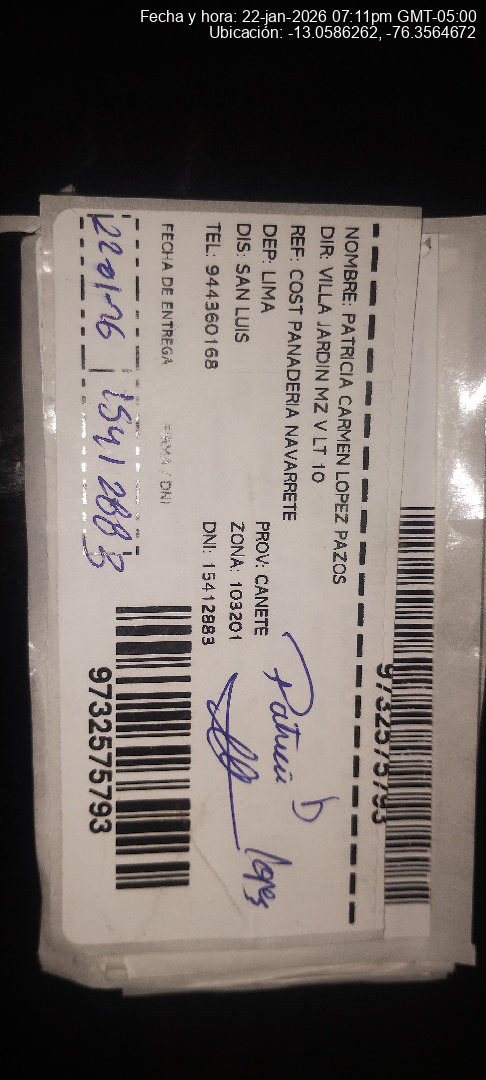 Fecha y hora: 22-jan-2026 07:11pm GMT-05:00
Ubicación: -13.0586262, -76.3564672
9732575793
NOMBRE: PATRICIA CARMEN LOPEZ PAZOS
DIR: VILLA JARDIN MZ V LT 10
REF: COST PANADERIA NAVARRETE
DEP: LIMA PROV: CANETE
DIS: SAN LUIS ZONA: 103201
TEL: 944360168 DNI: 15412883
Patricia
Lopez
FECHA DE ENTREGA FIRMA / DNI
22-01-26 15412883
9732575793